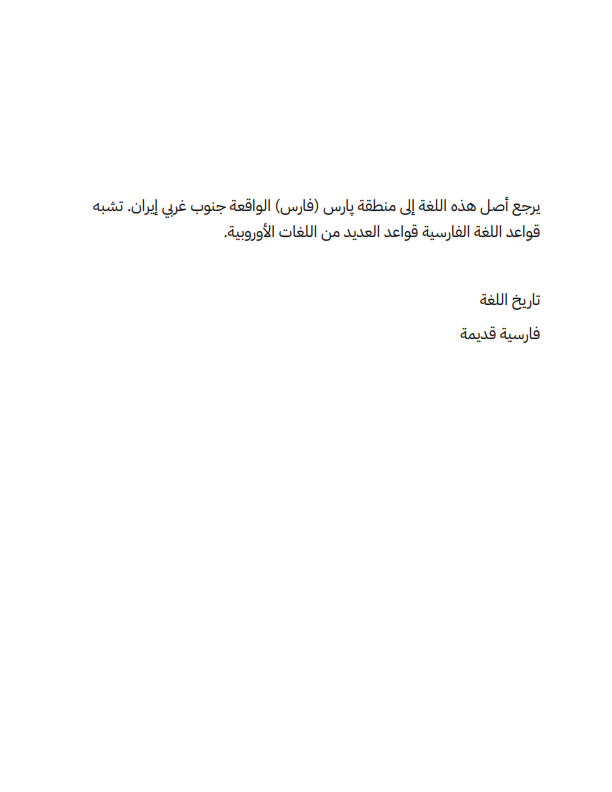 يرجع أصل هذه اللغة إلى منطقة پارس (فارس) الواقعة جنوب غربي إيران. تشبه
قواعد اللغة الفارسية قواعد العديد من اللغات الأوروبية.
تاريخ اللغة
فارسية قديمة